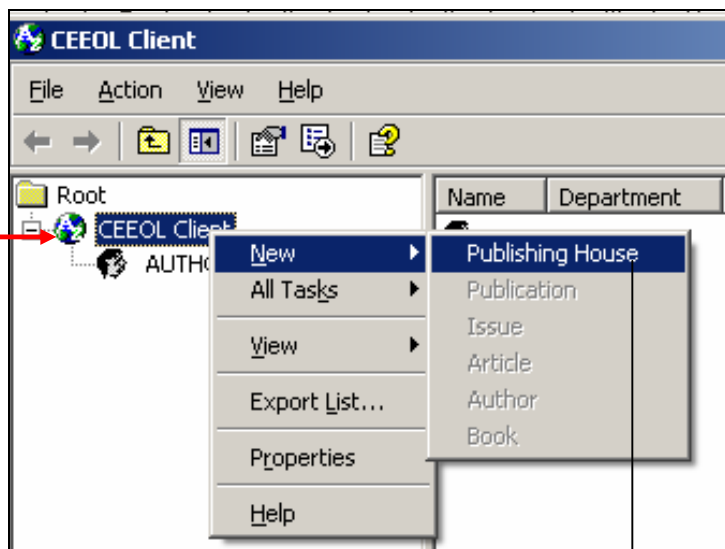 CEEOL Client
File Action View Help
Root
Name Department
CEEOL Client
AUTHO
New
All Tasks
View
Export List...
Properties
Help
Publishing House
Publication
Issue
Article
Author
Book